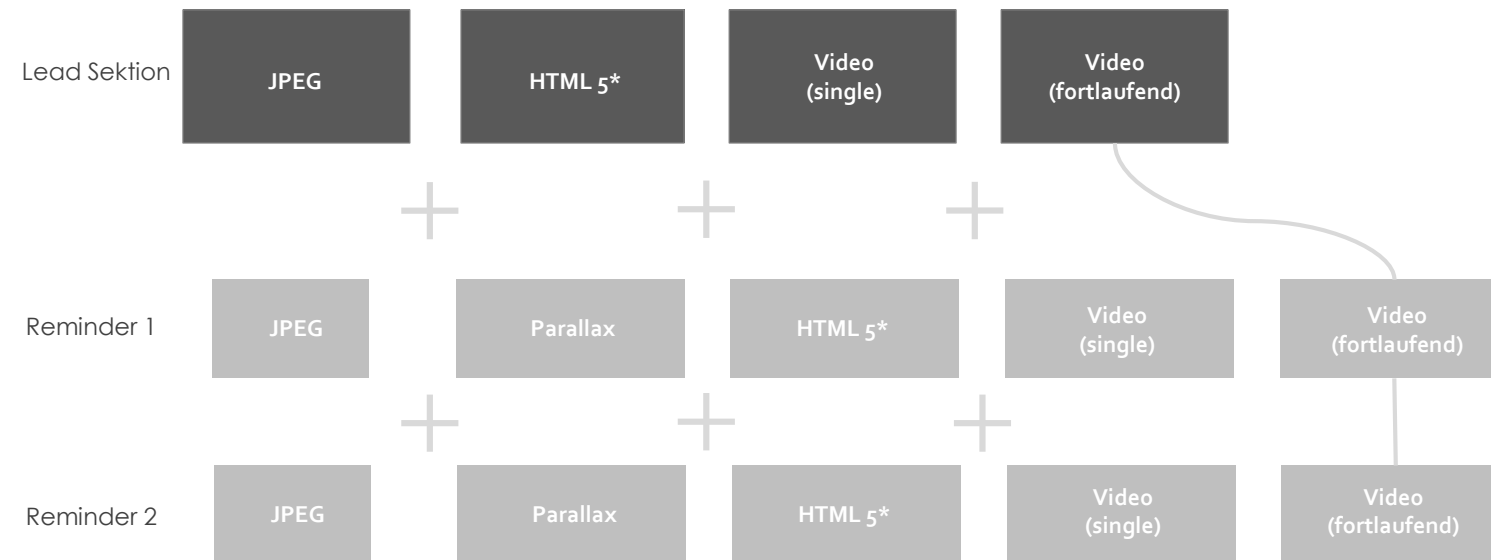 Lead Sektion
JPEG
HTML 5*
Video
(single)
Video
(fortlaufend)
Reminder 1
JPEG
Parallax
HTML 5*
Video
(single)
Video
(fortlaufend)
Reminder 2
JPEG
Parallax
HTML 5*
Video
(single)
Video
(fortlaufend)